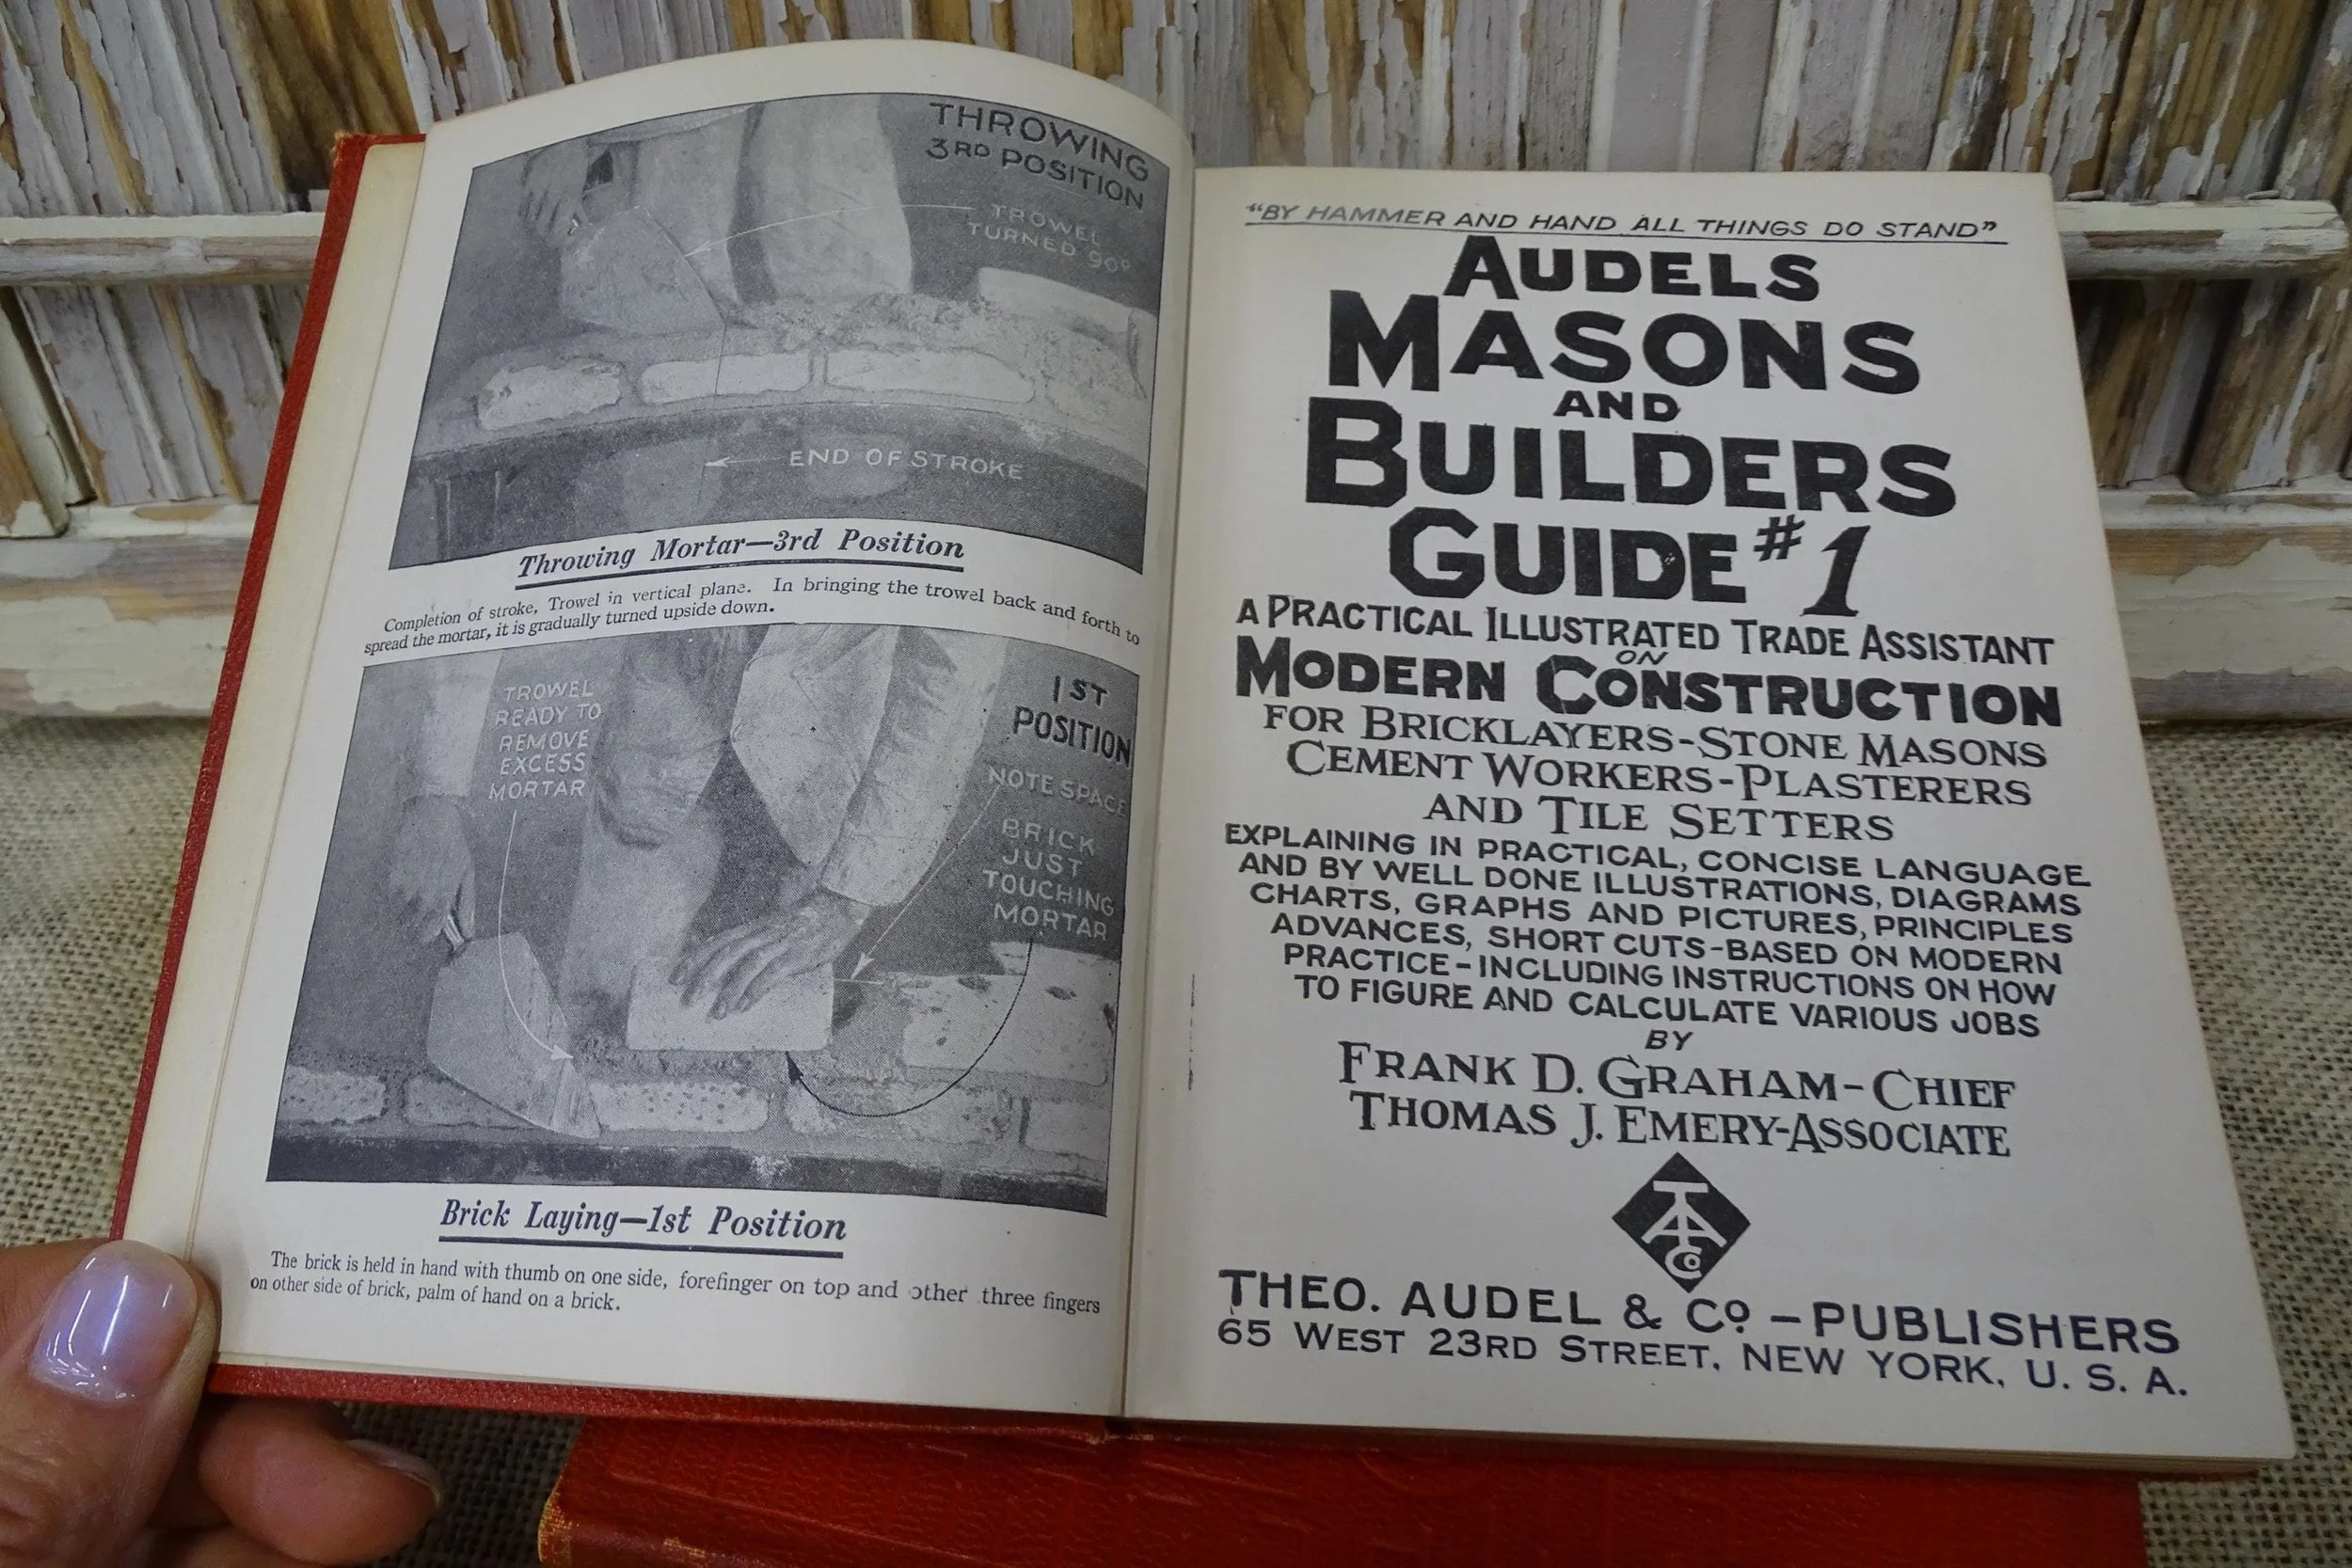 THROWING
3RD POSITION
TROWEL
TURNED 90°
END OF STROKE
Throwing Mortar—3rd Position
Completion of stroke, Trowel in vertical plane. In bringing the trowel back and forth to
spread the mortar, it is gradually turned upside down.
TROWEL
READY TO
REMOVE
EXCESS
MORTAR
1ST
POSITION
NOTE SPACE
BRICK
JUST
TOUCHING
MORTAR
Brick Laying—1st Position
The brick is held in hand with thumb on one side, forefinger on top and other three fingers
on other side of brick, palm of hand on a brick.
"BY HAMMER AND HAND ALL THINGS DO STAND"
AUDELS
MASONS
AND
BUILDERS
GUIDE #1
A PRACTICAL ILLUSTRATED TRADE ASSISTANT
ON
MODERN CONSTRUCTION
FOR BRICKLAYERS-STONE MASONS
CEMENT WORKERS-PLASTERERS
AND TILE SETTERS
EXPLAINING IN PRACTICAL, CONCISE LANGUAGE
AND BY WELL DONE ILLUSTRATIONS, DIAGRAMS
CHARTS, GRAPHS AND PICTURES, PRINCIPLES
ADVANCES, SHORT CUTS-BASED ON MODERN
PRACTICE-INCLUDING INSTRUCTIONS ON HOW
TO FIGURE AND CALCULATE VARIOUS JOBS
BY
FRANK D. GRAHAM-CHIEF
THOMAS J. EMERY-ASSOCIATE
TA Co
THEO. AUDEL & Co. - PUBLISHERS
65 WEST 23RD STREET, NEW YORK, U. S. A.